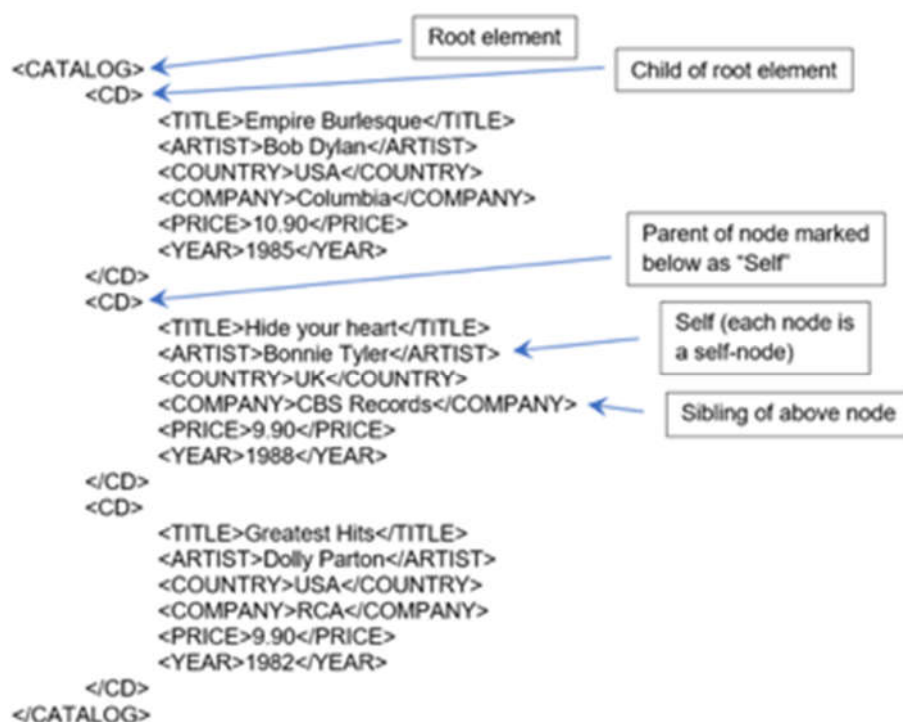 Root element
<CATALOG>
Child of root element
<CD>
<TITLE>Empire Burlesque</TITLE>
<ARTIST>Bob Dylan</ARTIST>
<COUNTRY>USA</COUNTRY>
<COMPANY>Columbia</COMPANY>
<PRICE>10.90</PRICE>
<YEAR>1985</YEAR>
Parent of node marked
below as "Self"
</CD>
<CD>
<TITLE>Hide your heart</TITLE>
<ARTIST>Bonnie Tyler</ARTIST>
Self (each node is
a self-node)
<COUNTRY>UK</COUNTRY>
<COMPANY>CBS Records</COMPANY>
Sibling of above node
<PRICE>9.90</PRICE>
<YEAR>1988</YEAR>
</CD>
<CD>
<TITLE>Greatest Hits</TITLE>
<ARTIST>Dolly Parton</ARTIST>
<COUNTRY>USA</COUNTRY>
<COMPANY>RCA</COMPANY>
<PRICE>9.90</PRICE>
<YEAR>1982</YEAR>
</CD>
</CATALOG>